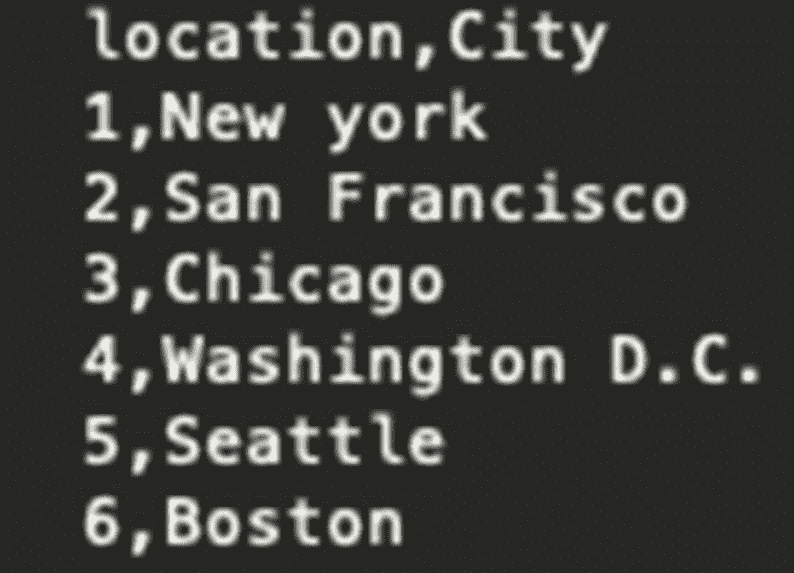 location,City
1,New york
2,San Francisco
3,Chicago
4,Washington D.C.
5,Seattle
6,Boston